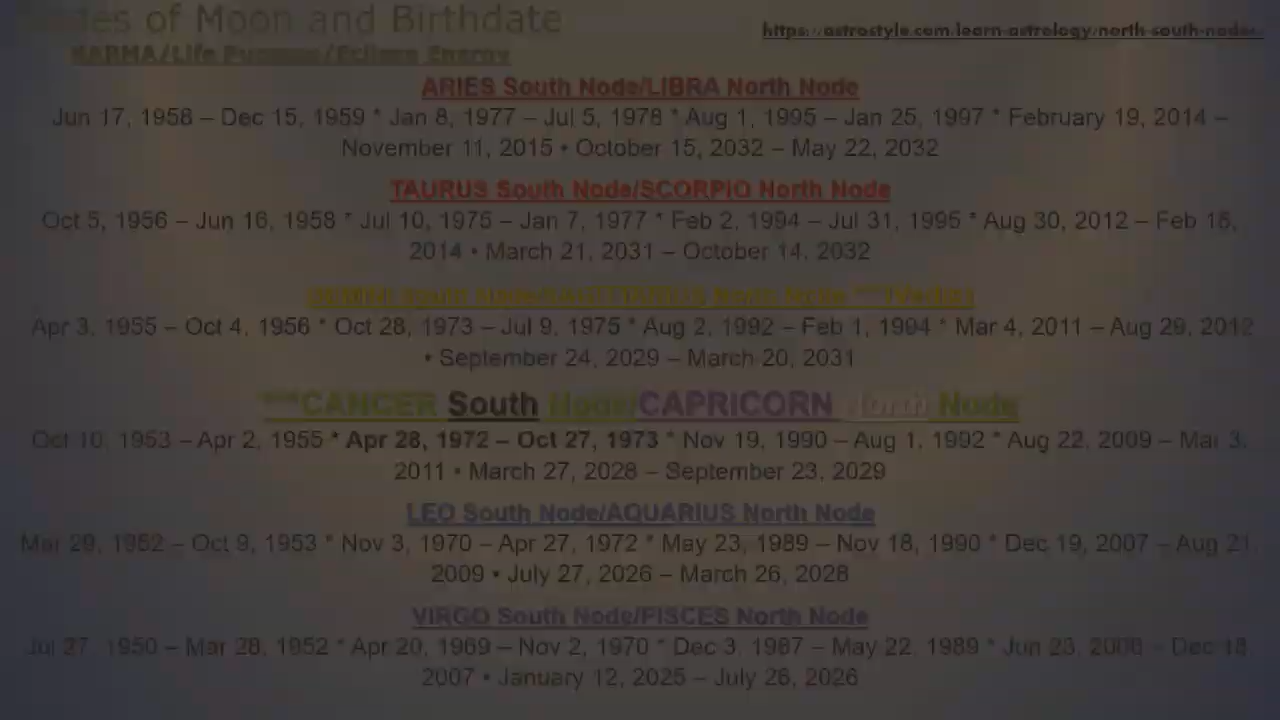 of Moon and Birthdate
https://astrostyle.com/learn-astrology/north-south-nodes
KARMA/Life Purpose/Eclipse Energy
ARIES South Node/LIBRA North Node
Jun 17, 1958 – Dec 15, 1959 * Jan 8, 1977 – Jul 5, 1978 * Aug 1, 1995 – Jan 25, 1997 * February 19, 2014 –
November 11, 2015 • October 15, 2032 – May 22, 2032
TAURUS South Node/SCORPIO North Node
Oct 5, 1956 – Jun 16, 1958 * Jul 10, 1975 – Jan 7, 1977 * Feb 2, 1994 – Jul 31, 1995 * Aug 30, 2012 – Feb 18,
2014 • March 21, 2031 – October 14, 2032
GEMINI South Node/SAGITTARIUS North Node
Apr 3, 1955 – Oct 4, 1956 * Oct 28, 1973 – Jul 9, 1975 * Aug 2, 1992 – Feb 1, 1994 * Mar 4, 2011 – Aug 29, 2012
• September 24, 2029 – March 20, 2031
***CANCER South Node/CAPRICORN North Node
Oct 10, 1953 – Apr 2, 1955 * Apr 28, 1972 – Oct 27, 1973 * Nov 19, 1990 – Aug 1, 1992 * Aug 22, 2009 – Mar 3,
2011 • March 27, 2028 – September 23, 2029
LEO South Node/AQUARIUS North Node
Mar 29, 1952 – Oct 9, 1953 * Nov 3, 1970 – Apr 27, 1972 * May 23, 1989 – Nov 18, 1990 * Dec 19, 2007 – Aug 21,
2009 • July 27, 2026 – March 26, 2028
VIRGO South Node/PISCES North Node
Jul 27, 1950 – Mar 28, 1952 * Apr 20, 1969 – Nov 2, 1970 * Dec 3, 1987 – May 22, 1989 * Jun 23, 2006 – Dec 18
2007 • January 12, 2025 – July 26, 2026